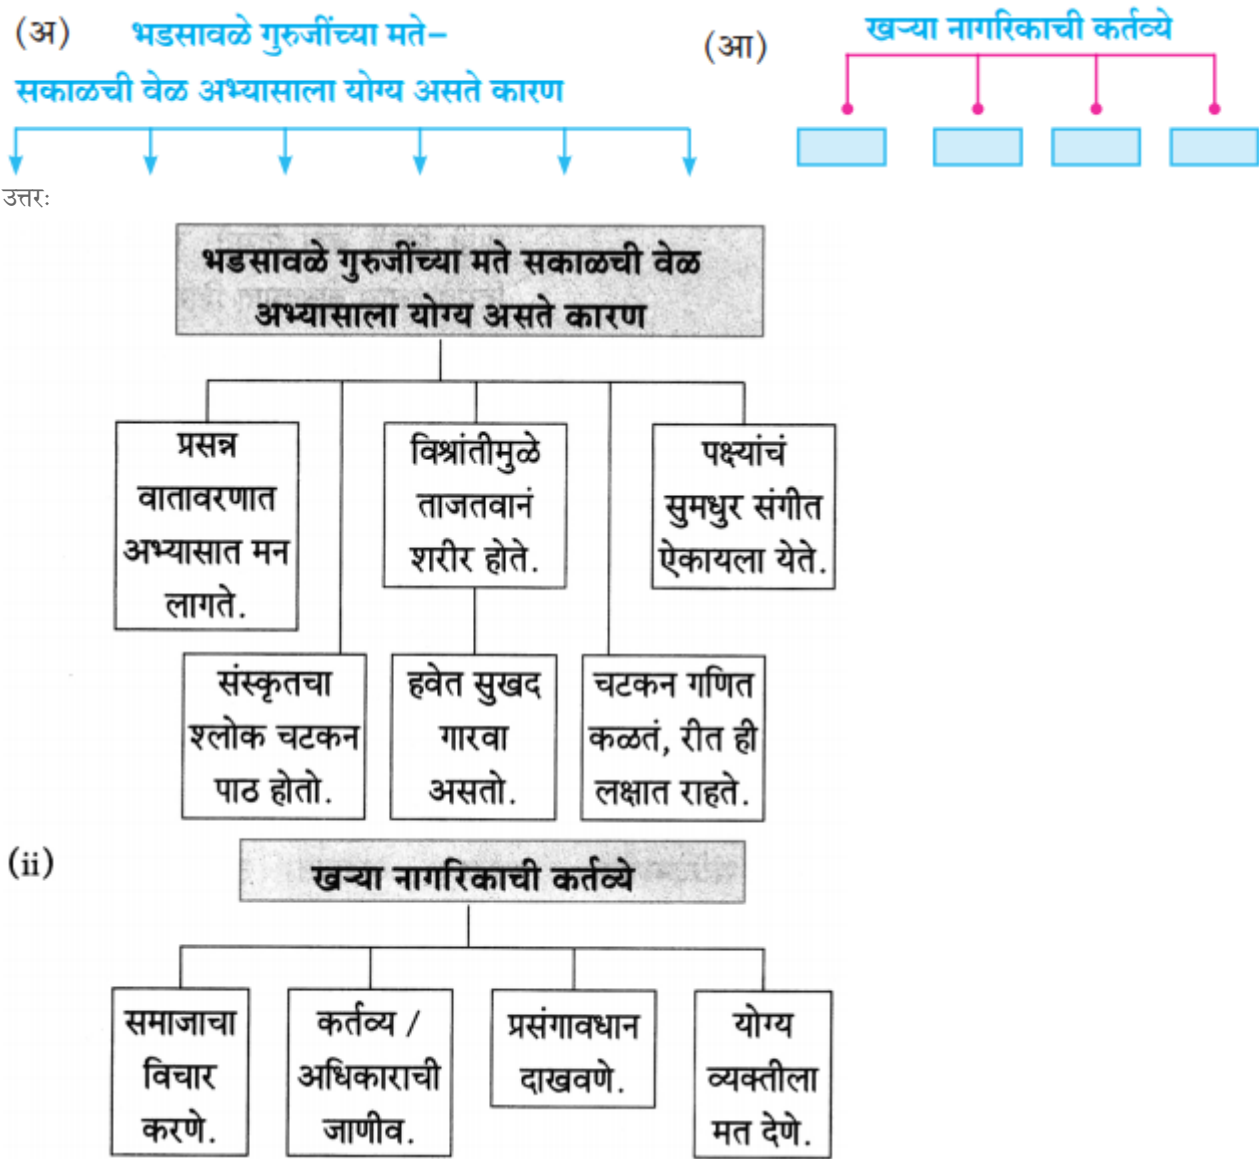 (अ) भडसावळे गुरुजींच्या मते–
सकाळची वेळ अभ्यासाला योग्य असते कारण
(आ) खऱ्या नागरिकाची कर्तव्ये
उत्तरः
भडसावळे गुरुजींच्या मते सकाळची वेळ
अभ्यासाला योग्य असते कारण
प्रसन्न
वातावरणात
अभ्यासात मन
लागते.
विश्रांतीमुळे
ताजतवानं
शरीर होते.
पक्ष्यांचं
सुमधुर संगीत
ऐकायला येते.
संस्कृतचा
श्लोक चटकन
पाठ होतो.
हवेत सुखद
गारवा
असतो.
चटकन गणित
कळतं, रीत ही
लक्षात राहते.
(ii) खऱ्या नागरिकाची कर्तव्ये
समाजाचा
विचार
करणे.
कर्तव्य /
अधिकाराची
जाणीव.
प्रसंगावधान
दाखवणे.
योग्य
व्यक्तीला
मत देणे.